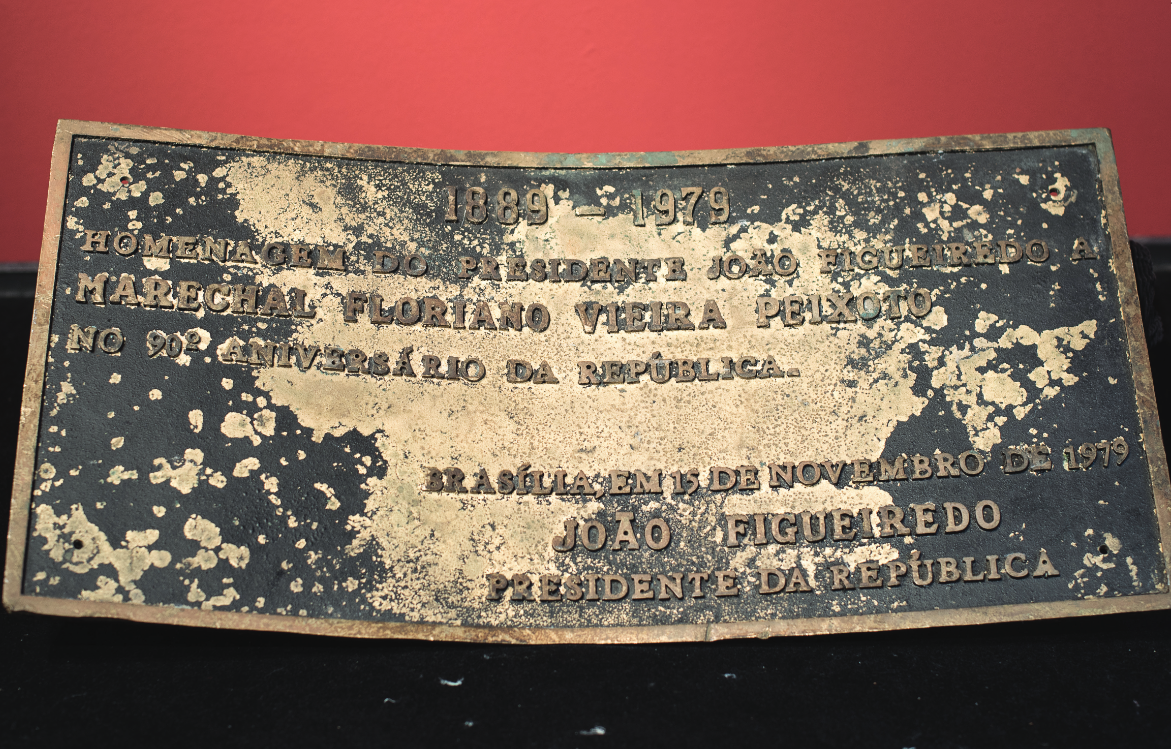 1889 - 1979
HOMENAGEM DO PRESIDENTE JOÃO FIGUEIREDO A
MARECHAL FLORIANO VIEIRA PEIXOTO
NO 90º ANIVERSÁRIO DA REPÚBLICA.
BRASÍLIA, EM 15 DE NOVEMBRO DE 1979
JOÃO FIGUEIREDO
PRESIDENTE DA REPÚBLICA